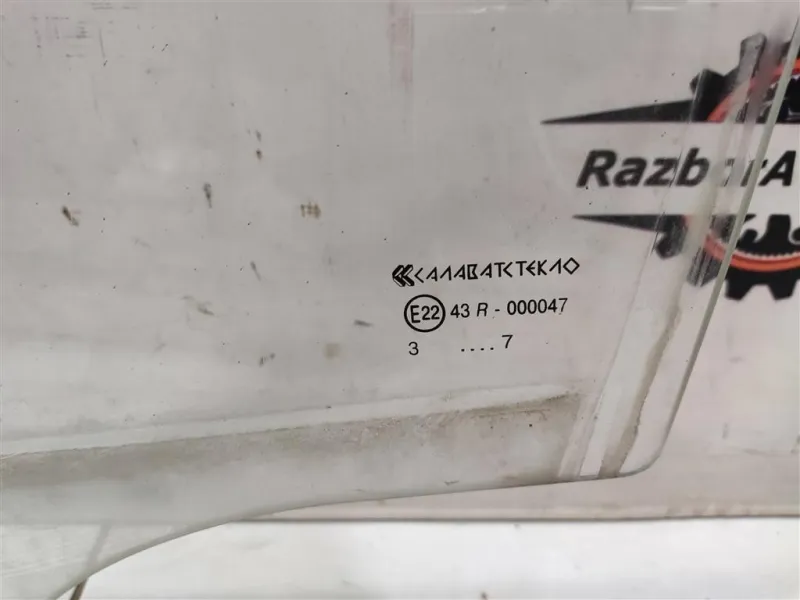 RazborA
САЛАВАТСТЕКЛО
E22 43 R - 000047
3 .... 7